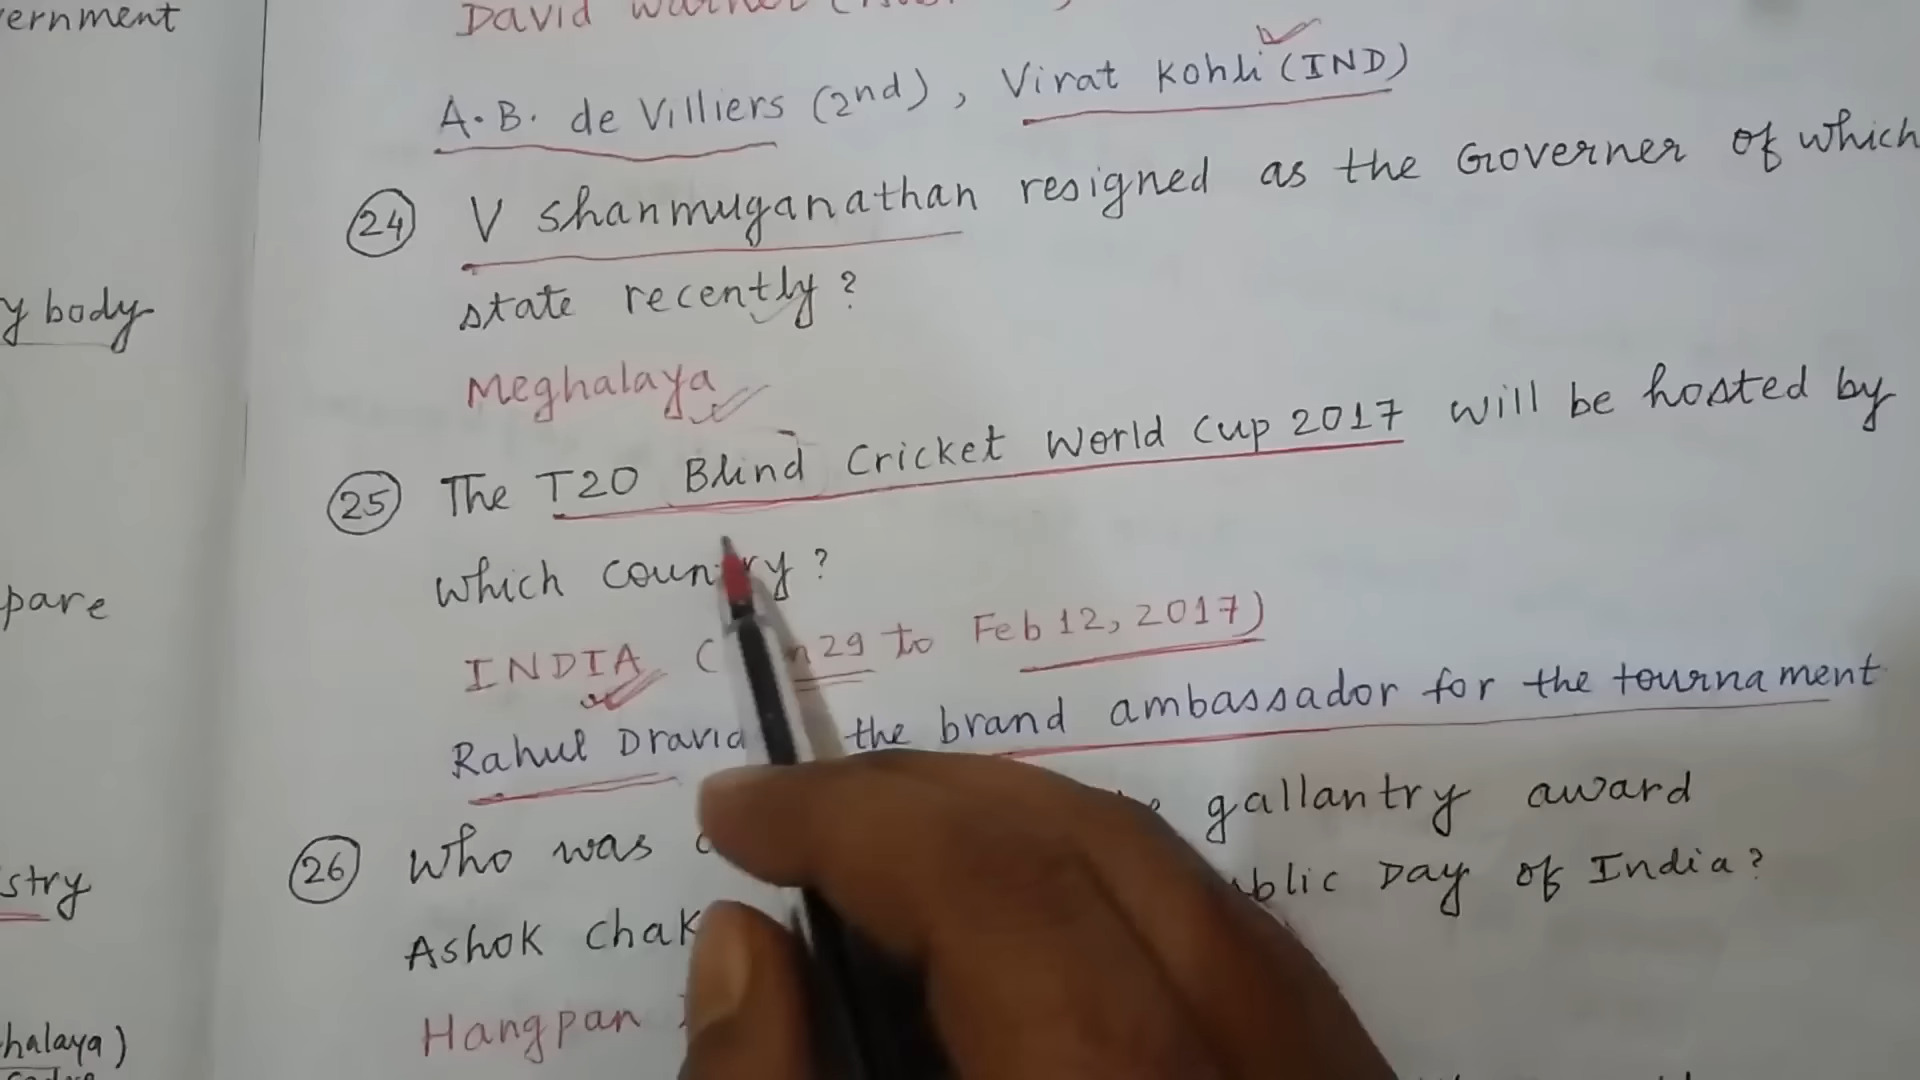 ernment
David
A.B. de Villiers (2nd), Virat Kohli (IND)
24 V Shanmuganathan resigned as the Governer of which
state recently?
y body
Meghalaya
25 The T20 Blind Cricket World Cup 2017 will be hosted by
which country?
pare
INDIA ( 29 to Feb 12, 2017)
Rahul Dravid the brand ambassador for the tournament
26 Who was gallantry award
stry
Ashok Chak Day of India?
Hangpan
halaya)